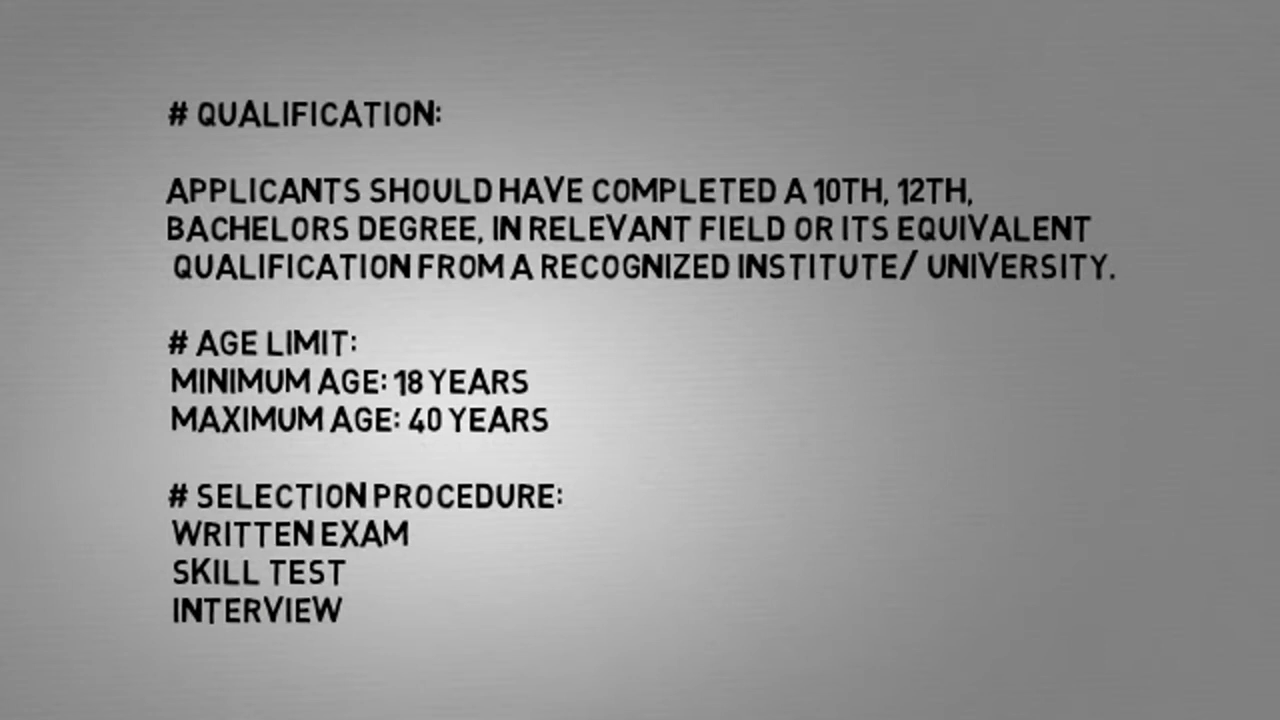 # QUALIFICATION:
APPLICANTS SHOULD HAVE COMPLETED A 10TH, 12TH,
BACHELORS DEGREE, IN RELEVANT FIELD OR ITS EQUIVALENT
QUALIFICATION FROM A RECOGNIZED INSTITUTE/ UNIVERSITY.
# AGE LIMIT:
MINIMUM AGE: 18 YEARS
MAXIMUM AGE: 40 YEARS
# SELECTION PROCEDURE:
WRITTEN EXAM
SKILL TEST
INTERVIEW